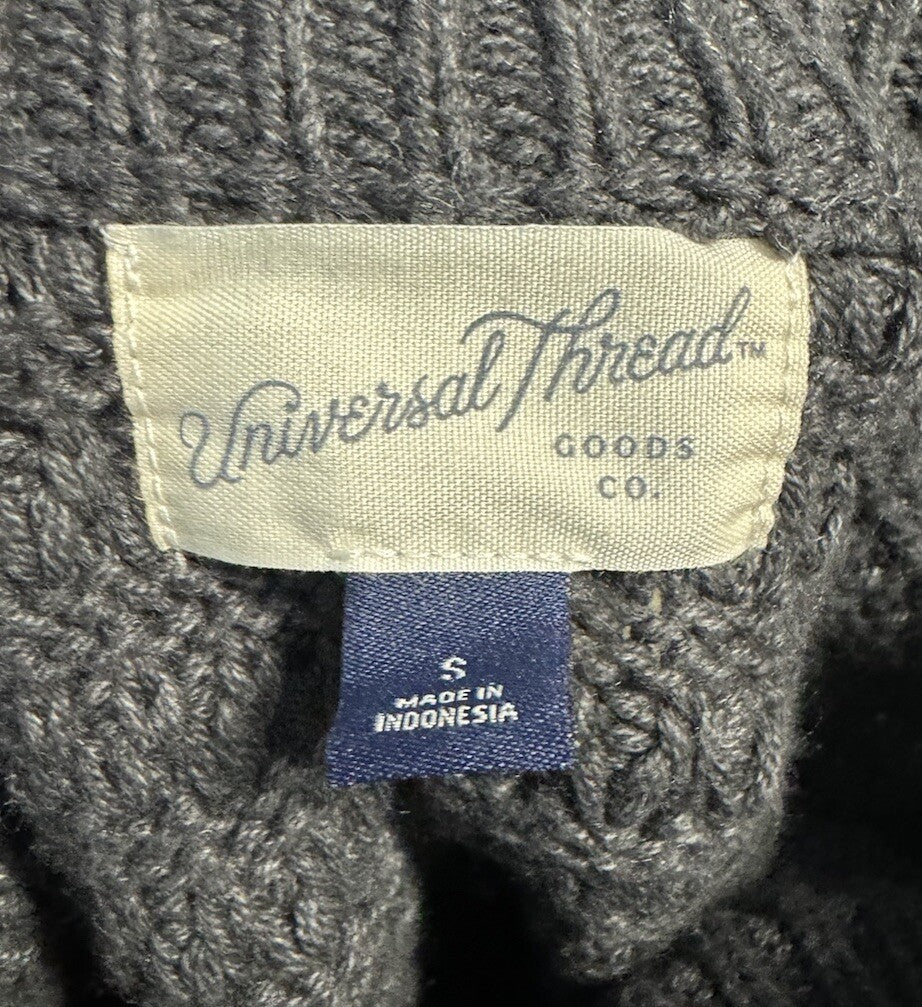 Universal Thread™
GOODS
CO.
S
MADE IN
INDONESIA